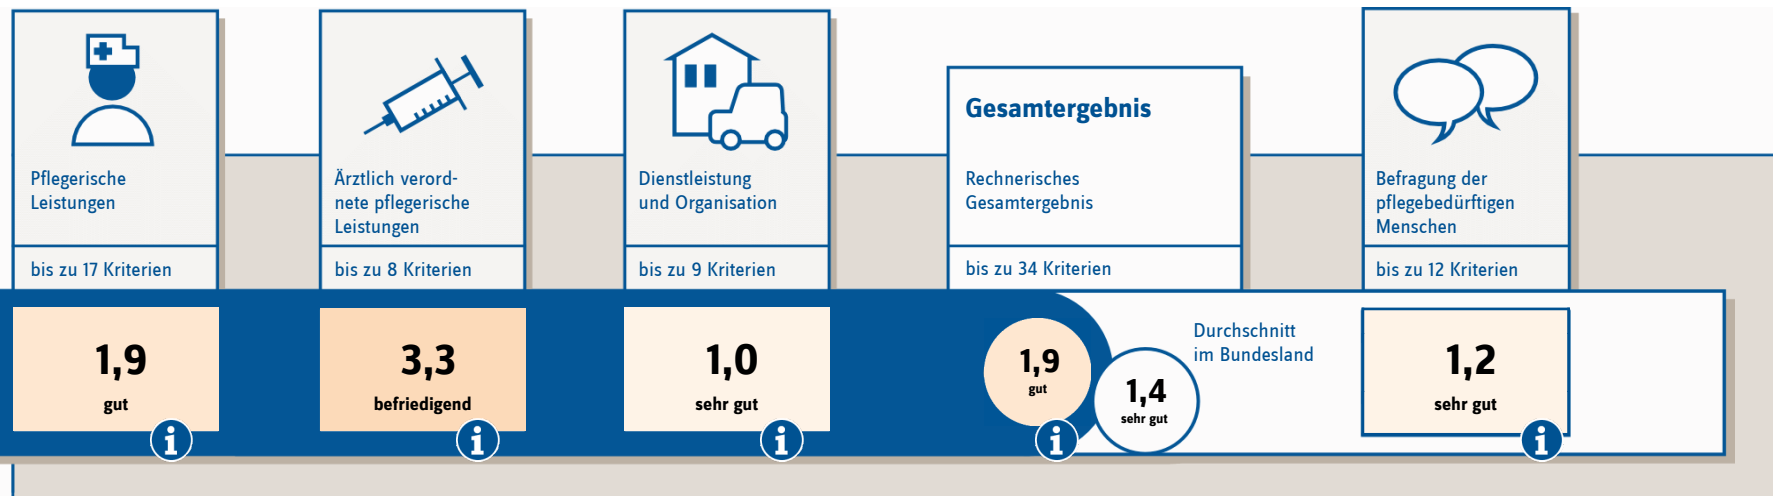 Pflegerische
Leistungen
bis zu 17 Kriterien
1,9
gut
Ärztlich verord-
nete pflegerische
Leistungen
bis zu 8 Kriterien
3,3
befriedigend
Dienstleistung
und Organisation
bis zu 9 Kriterien
1,0
sehr gut
Gesamtergebnis
Rechnerisches
Gesamtergebnis
bis zu 34 Kriterien
1,9
gut
1,4
sehr gut
Durchschnitt
im Bundesland
Befragung der
pflegebedürftigen
Menschen
bis zu 12 Kriterien
1,2
sehr gut